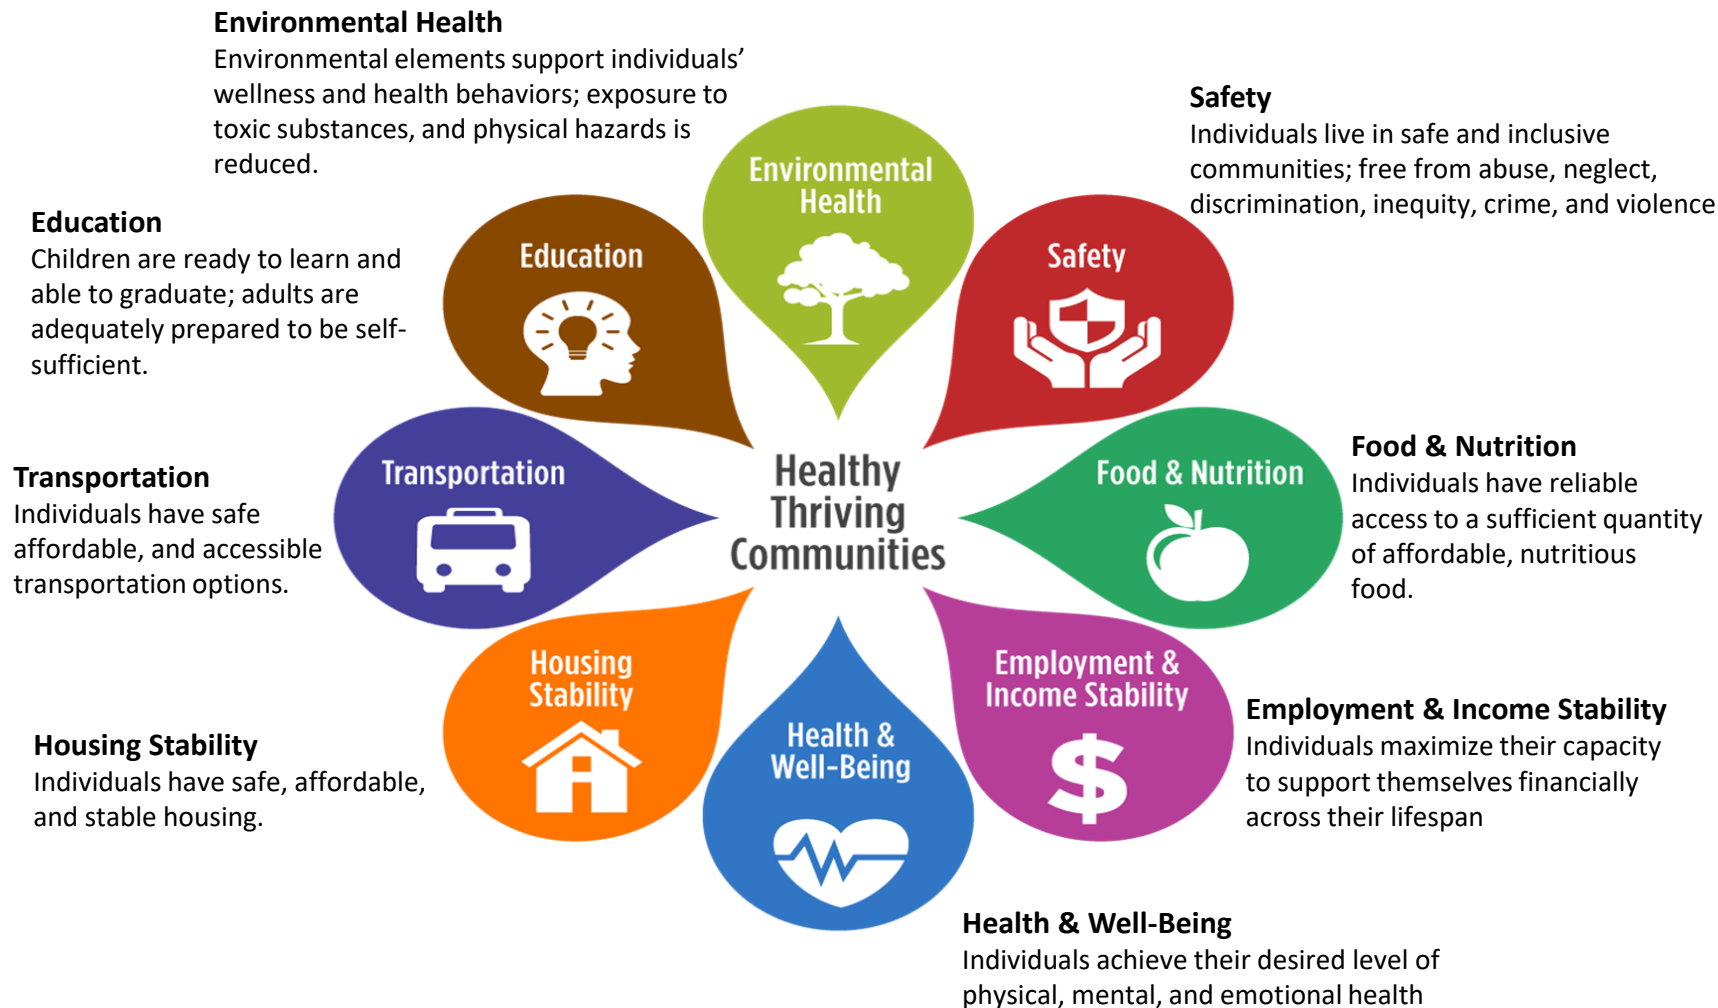 Environmental Health
Environmental elements support individuals’
wellness and health behaviors; exposure to
toxic substances, and physical hazards is
reduced.
Safety
Individuals live in safe and inclusive
communities; free from abuse, neglect,
discrimination, inequity, crime, and violence
Education
Children are ready to learn and
able to graduate; adults are
adequately prepared to be self-
sufficient.
Environmental
Health
Education
Safety
Transportation
Individuals have safe
affordable, and accessible
transportation options.
Transportation
Healthy
Thriving
Communities
Food & Nutrition
Food & Nutrition
Individuals have reliable
access to a sufficient quantity
of affordable, nutritious
food.
Housing Stability
Individuals have safe, affordable,
and stable housing.
Housing
Stability
Health &
Well-Being
Employment &
Income Stability
$
Employment & Income Stability
Individuals maximize their capacity
to support themselves financially
across their lifespan
Health & Well-Being
Individuals achieve their desired level of
physical, mental, and emotional health